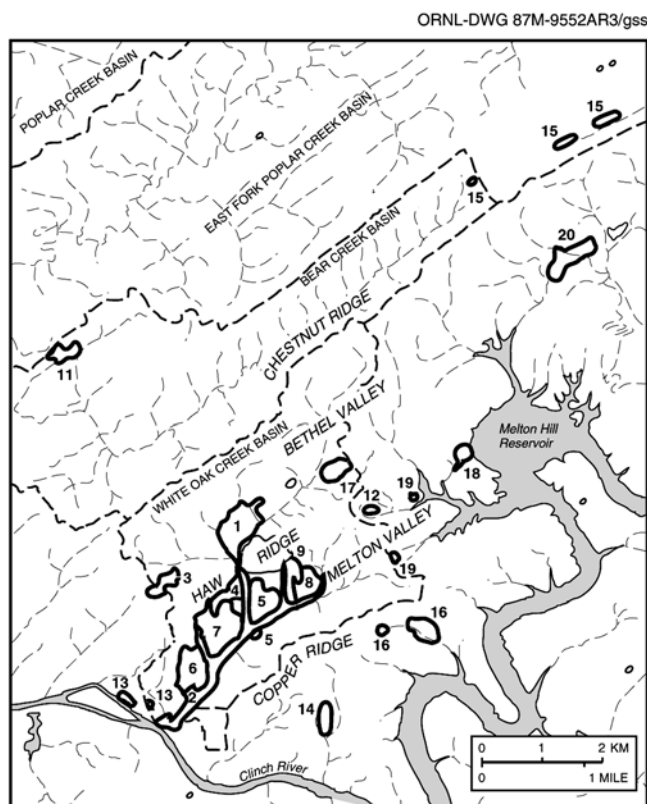 ORNL-DWG 87M-9552AR3/gss
POPLAR CREEK BASIN
EAST FORK POPLAR CREEK BASIN
15
15
15
BEAR CREEK BASIN
20
CHESTNUT RIDGE
11
BETHEL VALLEY
WHITE OAK CREEK BASIN
Melton Hill
Reservoir
17
18
12
19
1
HAW RIDGE
MELTON VALLEY
9
19
3
4
8
5
7
5
16
16
6
COPPER RIDGE
13
13
2
14
Clinch River
0 1 2 KM
0 1 MILE